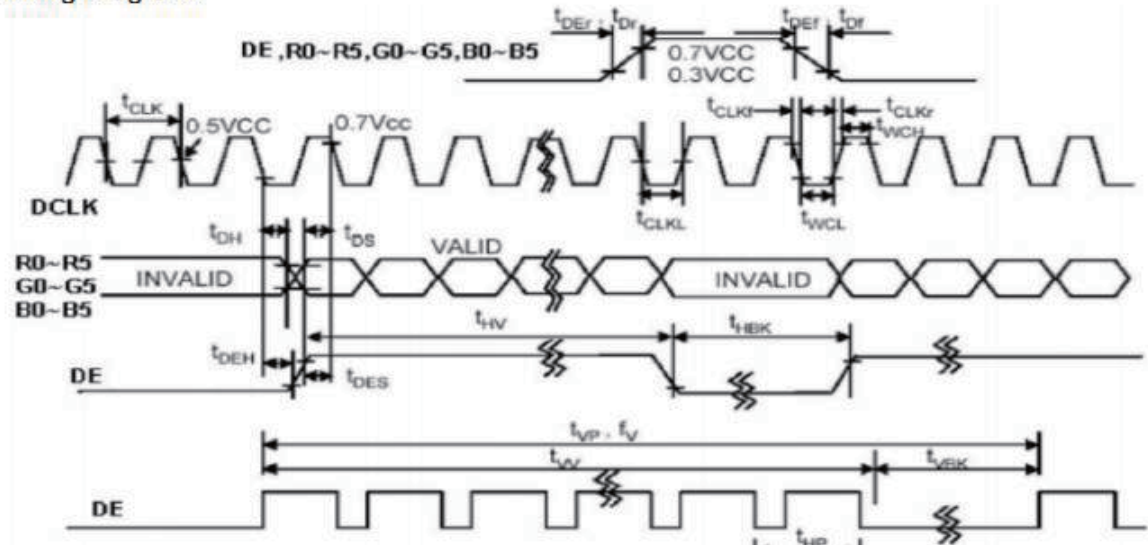 tDEr , tDr tDEf , tDf
DE ,R0~R5,G0~G5,B0~B5
0.7VCC
0.3VCC
tCLK 0.5VCC 0.7Vcc tCLKf tCLKr
tWCH
DCLK
tCLKL tWCL
tDH tDS VALID
R0~R5
G0~G5 INVALID INVALID
B0~B5
tHV tHBK
tDEH
DE tDES
tVP , fV
tVV tVBK
DE
tHP